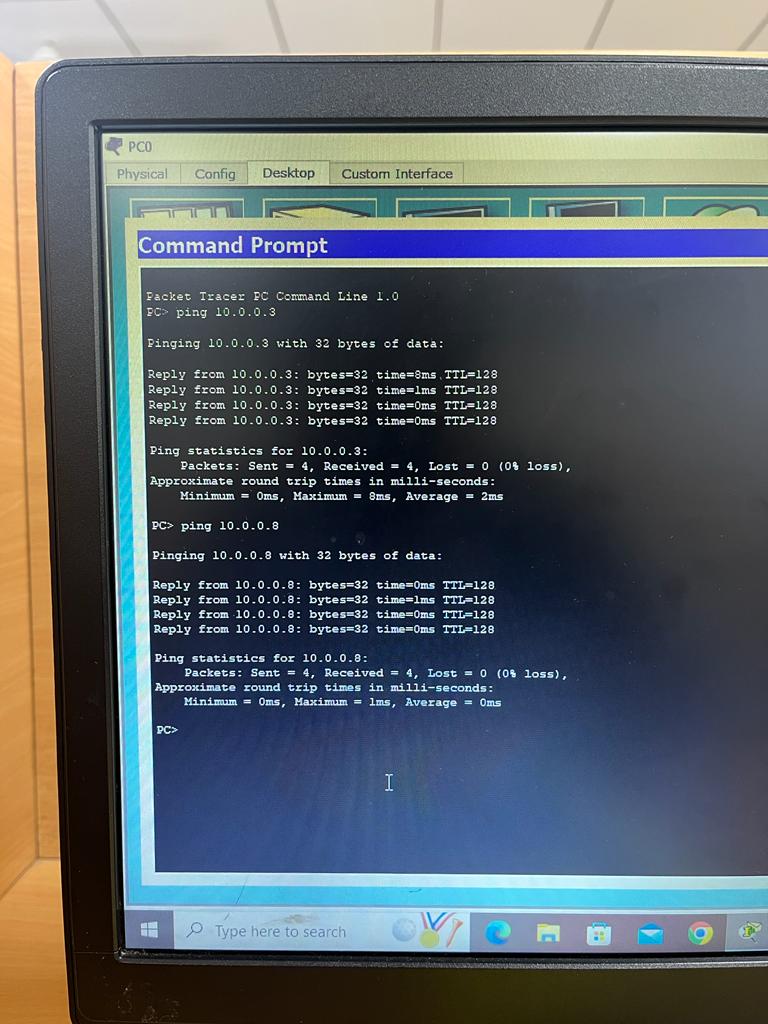 PC0
Physical Config Desktop Custom Interface
Command Prompt
Packet Tracer PC Command Line 1.0
PC> ping 10.0.0.3
Pinging 10.0.0.3 with 32 bytes of data:
Reply from 10.0.0.3: bytes=32 time=8ms TTL=128
Reply from 10.0.0.3: bytes=32 time=1ms TTL=128
Reply from 10.0.0.3: bytes=32 time=0ms TTL=128
Reply from 10.0.0.3: bytes=32 time=0ms TTL=128
Ping statistics for 10.0.0.3:
Packets: Sent = 4, Received = 4, Lost = 0 (0% loss),
Approximate round trip times in milli-seconds:
Minimum = 0ms, Maximum = 8ms, Average = 2ms
PC> ping 10.0.0.8
Pinging 10.0.0.8 with 32 bytes of data:
Reply from 10.0.0.8: bytes=32 time=0ms TTL=128
Reply from 10.0.0.8: bytes=32 time=1ms TTL=128
Reply from 10.0.0.8: bytes=32 time=0ms TTL=128
Reply from 10.0.0.8: bytes=32 time=0ms TTL=128
Ping statistics for 10.0.0.8:
Packets: Sent = 4, Received = 4, Lost = 0 (0% loss),
Approximate round trip times in milli-seconds:
Minimum = 0ms, Maximum = 1ms, Average = 0ms
PC>
Type here to search